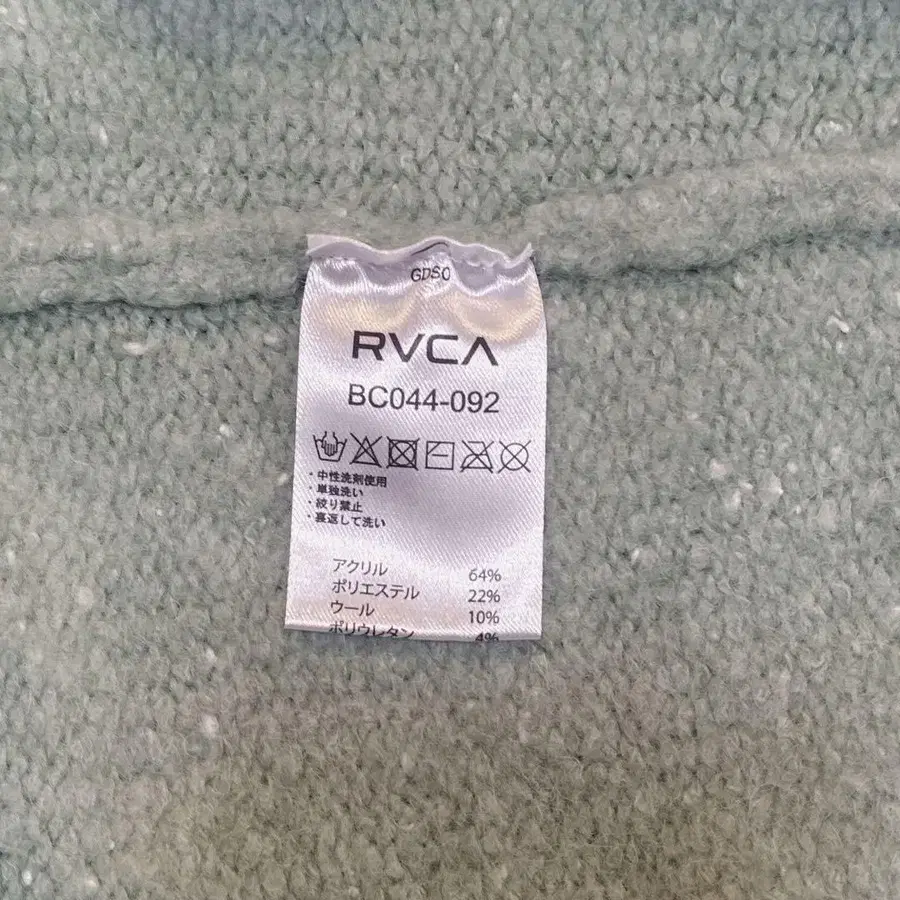 GDSO
RVCA
BC044-092
・中性洗剤使用
・単独洗い
・絞り禁止
・裏返して洗い
アクリル 64%
ポリエステル 22%
ウール 10%
ポリウレタン 4%